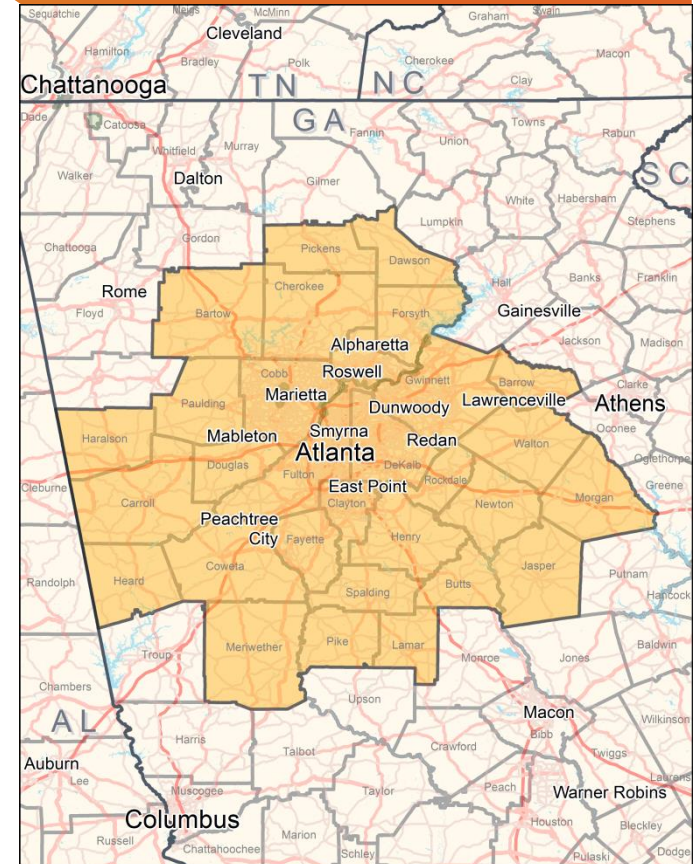 Sequatchie
Meigs
McMinn
Graham
Swain
Cleveland
Hamilton
Bradley
Polk
Cherokee
Macon
Chattanooga
TN
NC
Clay
Dade
Catoosa
GA
Fannin
Towns
Rabun
Union
Whitfield
Murray
SC
Walker
Dalton
Gilmer
White
Habersham
Stephens
Lumpkin
Gordon
Pickens
Chattooga
Dawson
Rome
Cherokee
Hall
Banks
Franklin
Floyd
Bartow
Forsyth
Gainesville
Alpharetta
Jackson
Madison
Cobb
Roswell
Gwinnett
Barrow
Clarke
Marietta
Lawrenceville
Athens
Paulding
Dunwoody
Oconee
Haralson
Mableton
Smyrna
Redan
Walton
Atlanta
Oglethorpe
Douglas
DeKalb
Cleburne
Fulton
Rockdale
Greene
East Point
Morgan
Carroll
Clayton
Newton
Peachtree
City
Fayette
Henry
Coweta
Jasper
Heard
Butts
Putnam
Randolph
Spalding
Hancock
Meriwether
Pike
Lamar
Baldwin
Troup
Monroe
Jones
Chambers
Upson
AL
Macon
Wilkinson
Harris
Bibb
Talbot
Crawford
Twiggs
Auburn
Lee
Laurens
Muscogee
Taylor
Peach
Warner Robins
Columbus
Houston
Bleckley
Russell
Marion
Chattahoochee
Schley
Pulaski
Dodge